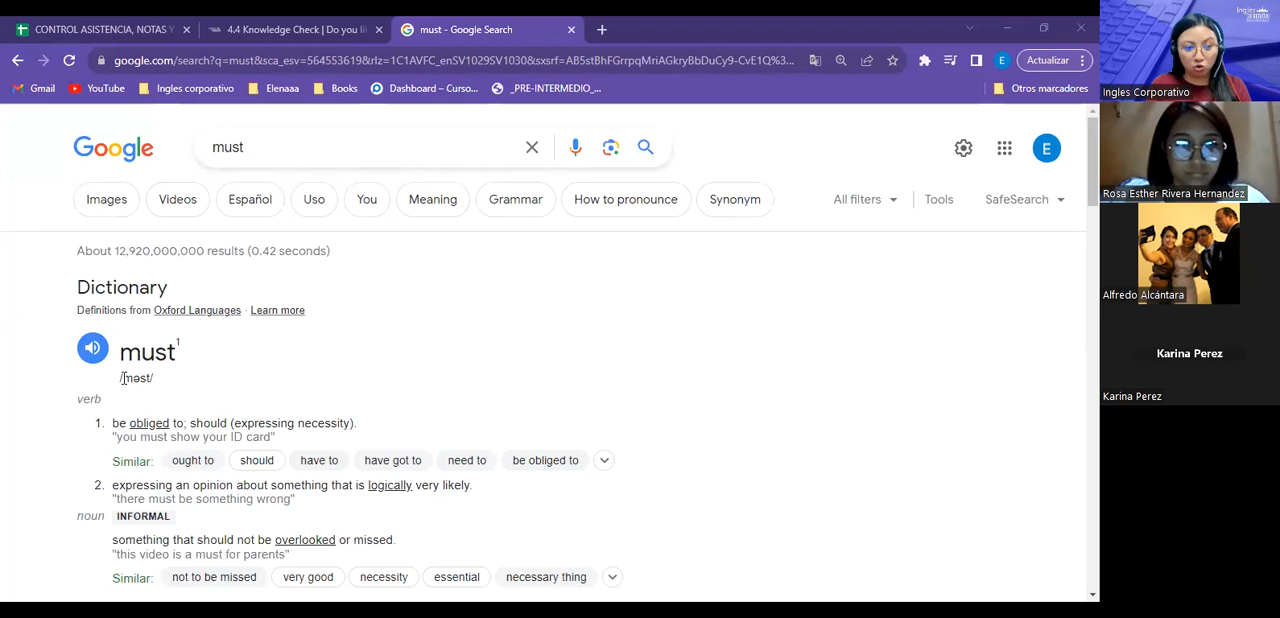 CONTROL ASISTENCIA, NOTAS Y
4.4 Knowledge Check | Do you li
must - Google Search
google.com/search?q=must&sca_esv=564553619&rlz=1C1AVFC_enSV1029SV1030&sxsrf=AB5stBhFGrrpqMriAGkryBbDuCy9-CvE1Q%3...
Actualizar
Gmail
YouTube
Ingles corporativo
Elenaaa
Books
Dashboard – Curso...
_PRE-INTERMEDIO_...
Otros marcadores
Google
must
E
Images
Videos
Español
Uso
You
Meaning
Grammar
How to pronounce
Synonym
All filters
Tools
SafeSearch
About 12,920,000,000 results (0.42 seconds)
Dictionary
Definitions from Oxford Languages · Learn more
must¹
/məst/
verb
1. be obliged to; should (expressing necessity).
"you must show your ID card"
Similar: ought to should have to have got to need to be obliged to
2. expressing an opinion about something that is logically very likely.
"there must be something wrong"
noun INFORMAL
something that should not be overlooked or missed.
"this video is a must for parents"
Similar: not to be missed very good necessity essential necessary thing
Ingles Corporativo
Rosa Esther Rivera Hernandez
Alfredo Alcántara
Karina Perez
Karina Perez